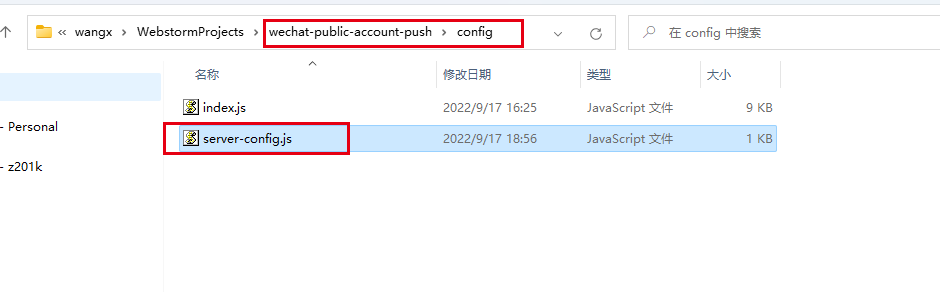 « wangx > WebstormProjects > wechat-public-account-push > config
在 config 中搜索
名称 修改日期 类型 大小
index.js 2022/9/17 16:25 JavaScript 文件 9 KB
- Personal
server-config.js 2022/9/17 18:56 JavaScript 文件 1 KB
- z201k